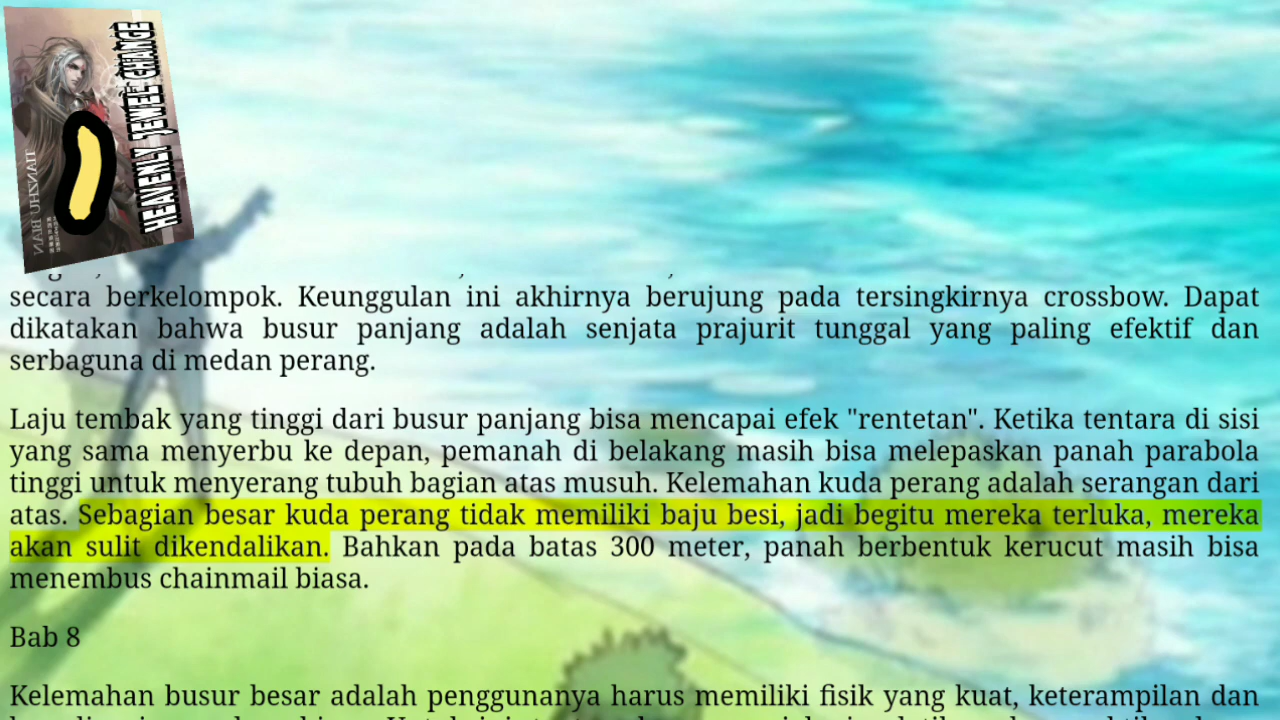 HEAVENLY JEWEL CHANGE
TIANZHU BIAN
secara berkelompok. Keunggulan ini akhirnya berujung pada tersingkirnya crossbow. Dapat
dikatakan bahwa busur panjang adalah senjata prajurit tunggal yang paling efektif dan
serbaguna di medan perang.
Laju tembak yang tinggi dari busur panjang bisa mencapai efek "rentetan". Ketika tentara di sisi
yang sama menyerbu ke depan, pemanah di belakang masih bisa melepaskan panah parabola
tinggi untuk menyerang tubuh bagian atas musuh. Kelemahan kuda perang adalah serangan dari
atas. Sebagian besar kuda perang tidak memiliki baju besi, jadi begitu mereka terluka, mereka
akan sulit dikendalikan. Bahkan pada batas 300 meter, panah berbentuk kerucut masih bisa
menembus chainmail biasa.
Bab 8
Kelemahan busur besar adalah penggunanya harus memiliki fisik yang kuat, keterampilan dan